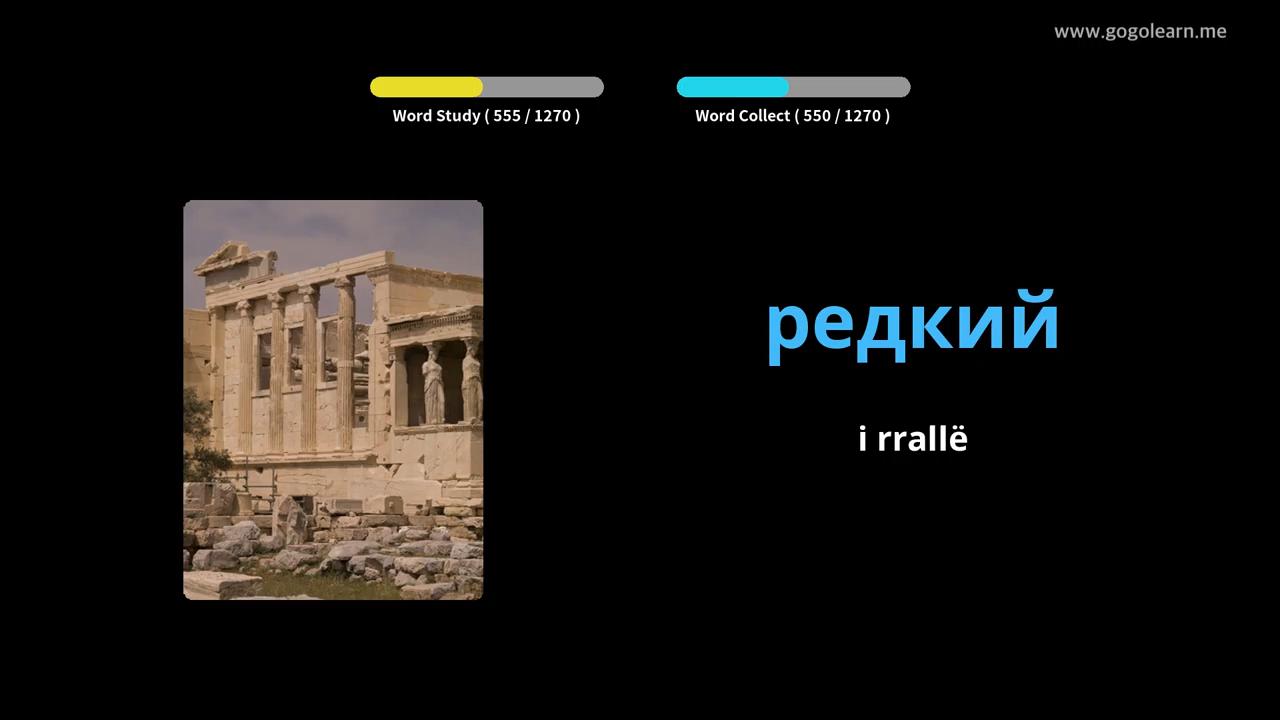 www.gogolearn.me
Word Study ( 555 / 1270 )
Word Collect ( 550 / 1270 )
редкий
i rrallë